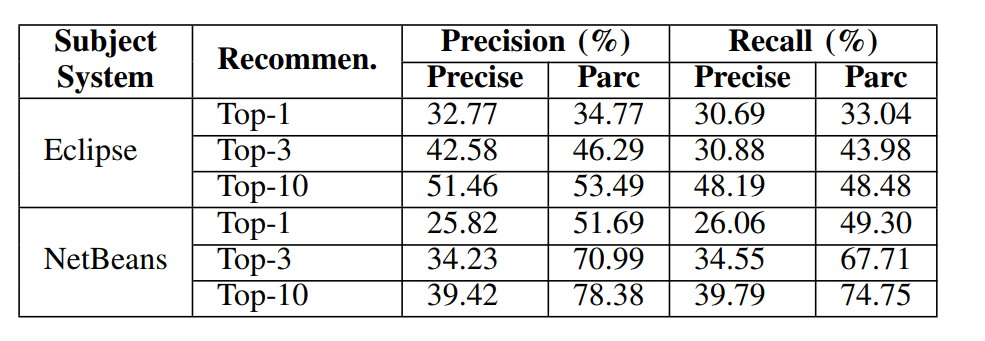 Subject System Recommen. Precision (%) Recall (%)
Precise Parc Precise Parc
Eclipse Top-1 32.77 34.77 30.69 33.04
Top-3 42.58 46.29 30.88 43.98
Top-10 51.46 53.49 48.19 48.48
NetBeans Top-1 25.82 51.69 26.06 49.30
Top-3 34.23 70.99 34.55 67.71
Top-10 39.42 78.38 39.79 74.75